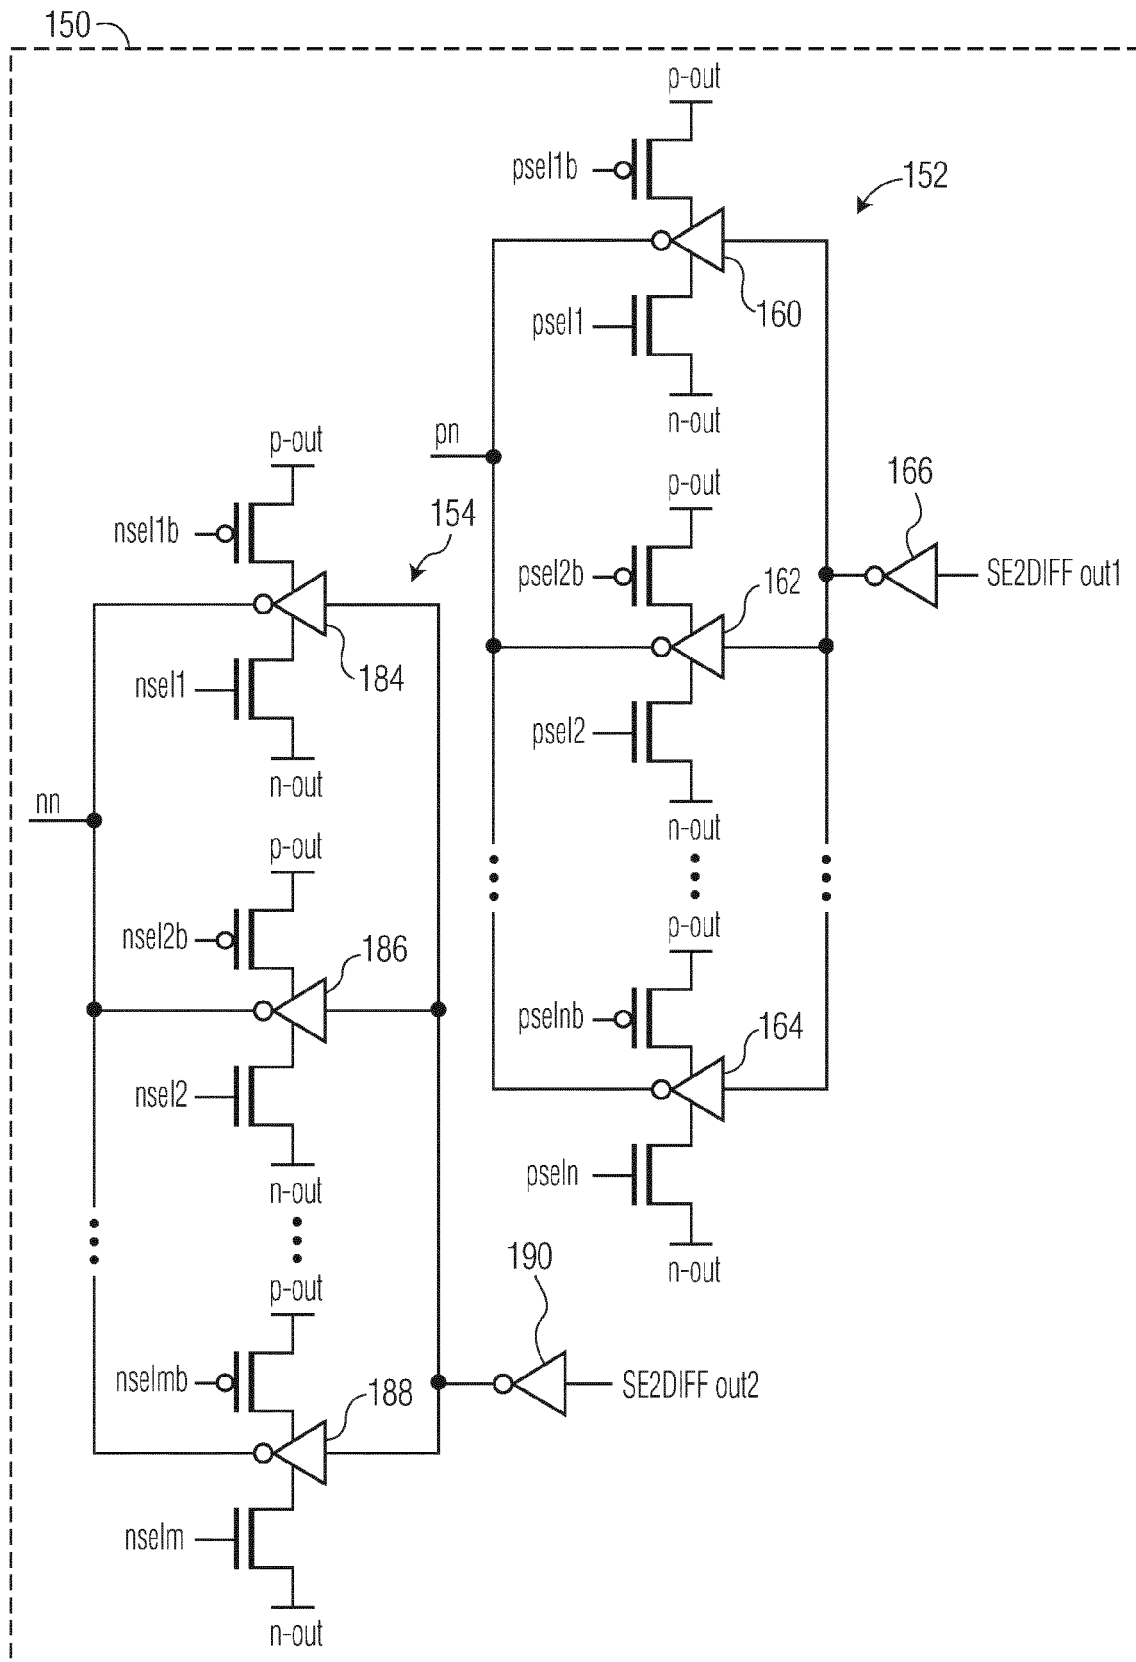 150
p-out
psel1b
152
160
psel1
n-out
pn
p-out
166
p-out
154
nsel1b
psel2b
162
SE2DIFF out1
184
nsel1
psel2
n-out
nn
n-out
p-out
p-out
nsel2b
186
pselnb
164
nsel2
pseln
n-out
190
n-out
p-out
nselmb
188
SE2DIFF out2
nselm
n-out